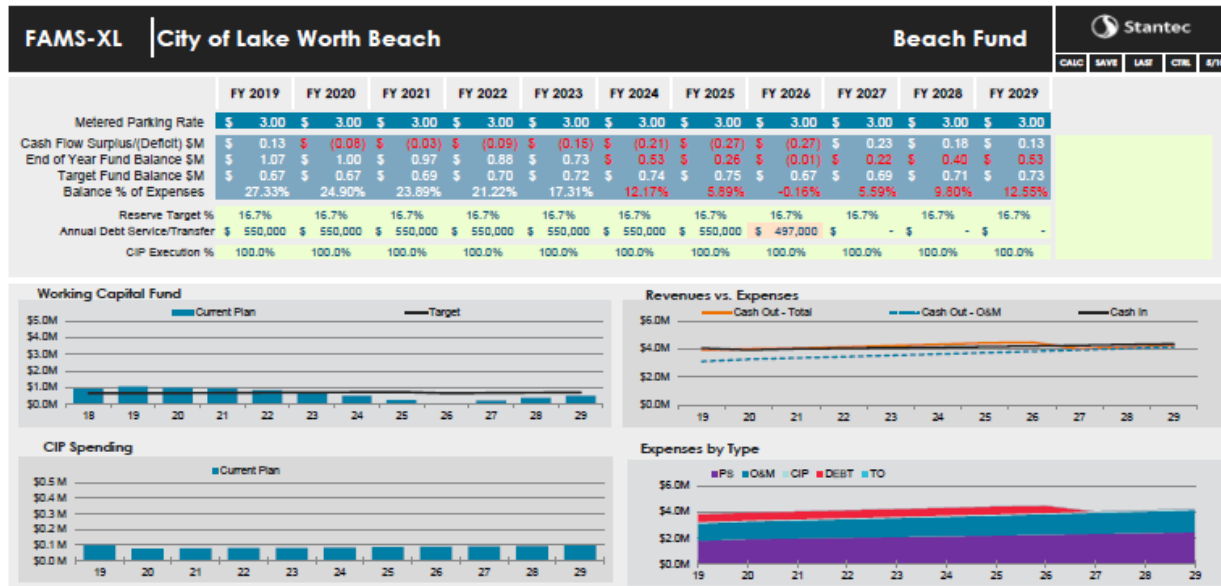 FAMS-XL City of Lake Worth Beach Beach Fund
Stantec
CALC SAVE LAST CTRL
FY 2019 FY 2020 FY 2021 FY 2022 FY 2023 FY 2024 FY 2025 FY 2026 FY 2027 FY 2028 FY 2029
Metered Parking Rate $ 3.00 $ 3.00 $ 3.00 $ 3.00 $ 3.00 $ 3.00 $ 3.00 $ 3.00 $ 3.00 $ 3.00 $ 3.00
Cash Flow Surplus/(Deficit) $M $ 0.13 $ (0.08) $ (0.03) $ (0.09) $ (0.15) $ (0.21) $ (0.27) $ (0.27) $ 0.23 $ 0.18 $ 0.13
End of Year Fund Balance $M $ 1.07 $ 1.00 $ 0.97 $ 0.88 $ 0.73 $ 0.53 $ 0.26 $ (0.01) $ 0.22 $ 0.40 $ 0.53
Target Fund Balance $M $ 0.67 $ 0.67 $ 0.69 $ 0.70 $ 0.72 $ 0.74 $ 0.75 $ 0.67 $ 0.69 $ 0.71 $ 0.73
Balance % of Expenses 27.33% 24.90% 23.89% 21.22% 17.31% 12.17% 5.89% -0.16% 5.59% 9.80% 12.55%
Reserve Target % 16.7% 16.7% 16.7% 16.7% 16.7% 16.7% 16.7% 16.7% 16.7% 16.7% 16.7%
Annual Debt Service/Transfer $ 550,000 $ 550,000 $ 550,000 $ 550,000 $ 550,000 $ 550,000 $ 550,000 $ 497,000 $ - $ - $ -
CIP Execution % 100.0% 100.0% 100.0% 100.0% 100.0% 100.0% 100.0% 100.0% 100.0% 100.0% 100.0%
Working Capital Fund
Current Plan Target
$5.0M
$4.0M
$3.0M
$2.0M
$1.0M
$0.0M
18 19 20 21 22 23 24 25 26 27 28 29
Revenues vs. Expenses
Cash Out - Total Cash Out - O&M Cash In
$6.0M
$4.0M
$2.0M
$0.0M
19 20 21 22 23 24 25 26 27 28 29
CIP Spending
Current Plan
$0.5 M
$0.4 M
$0.3 M
$0.2 M
$0.1 M
$0.0 M
19 20 21 22 23 24 25 26 27 28 29
Expenses by Type
PS O&M CIP DEBT TO
$6.0M
$4.0M
$2.0M
$0.0M
19 20 21 22 23 24 25 26 27 28 29